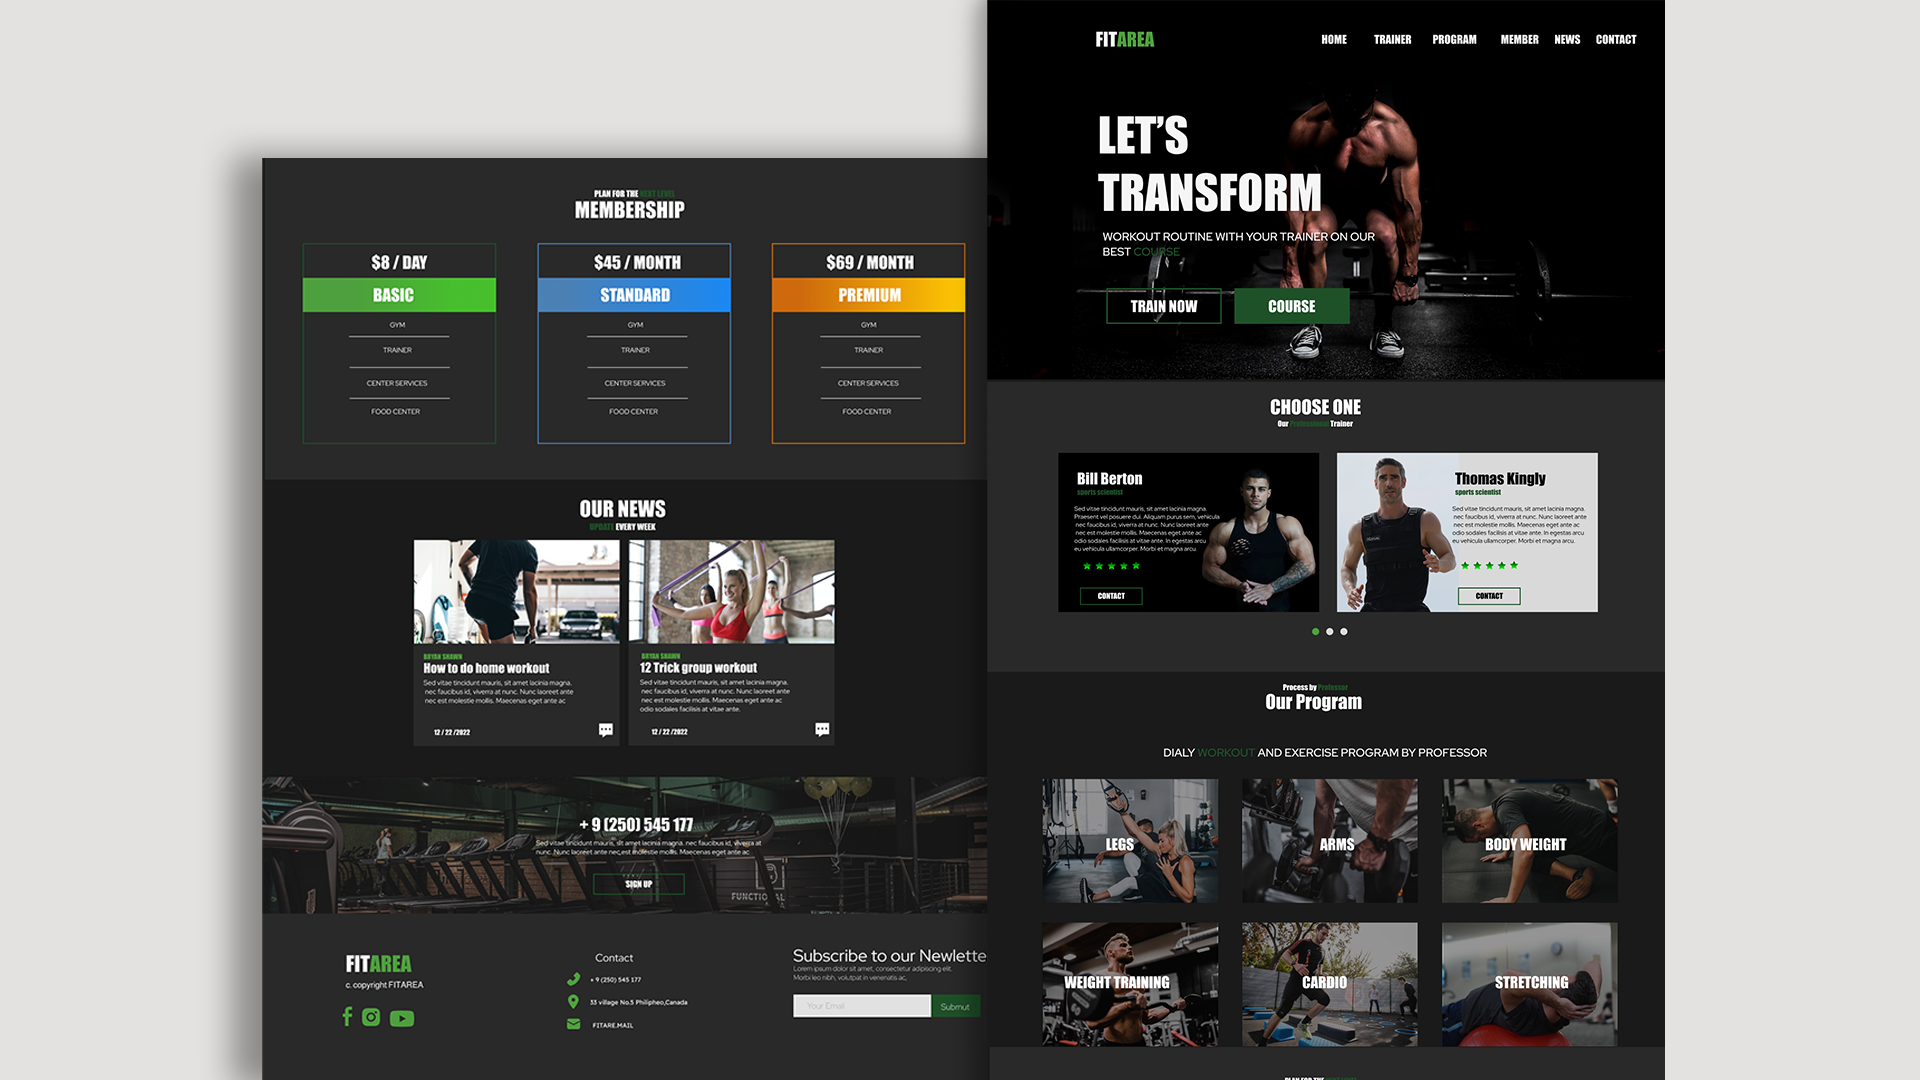 FITAREA
HOME TRAINER PROGRAM MEMBER NEWS CONTACT
LET'S
TRANSFORM
WORKOUT ROUTINE WITH YOUR TRAINER ON OUR
BEST COURSE
TRAIN NOW
COURSE
CHOOSE ONE
Our Professional Trainer
Bill Berton
sports scientist
Sed vitae tincidunt mauris, sit amet lacinia magna.
Praesent vel posuere dui. Aliquam purus sem, vehicula
nec faucibus id, viverra at nunc. Nunc laoreet ante
nec est molestie mollis. Maecenas eget ante ac
odio sodales facilisis at vitae ante. In egestas arcu
eu vehicula ullamcorper. Morbi et magna arcu.
CONTACT
Thomas Kingly
sports scientist
Sed vitae tincidunt mauris, sit amet lacinia magna.
nec faucibus id, viverra at nunc. Nunc laoreet ante
nec est molestie mollis. Maecenas eget ante ac
odio sodales facilisis at vitae ante. In egestas arcu
eu vehicula ullamcorper. Morbi et magna arcu.
CONTACT
Process by Professor
Our Program
DIALY WORKOUT AND EXERCISE PROGRAM BY PROFESSOR
LEGS
ARMS
BODY WEIGHT
WEIGHT TRAINING
CARDIO
STRETCHING
PLAN FOR THE NEXT LEVEL
PLAN FOR THE NEXT LEVEL
MEMBERSHIP
$8 / DAY
BASIC
GYM
TRAINER
CENTER SERVICES
FOOD CENTER
$45 / MONTH
STANDARD
GYM
TRAINER
CENTER SERVICES
FOOD CENTER
$69 / MONTH
PREMIUM
GYM
TRAINER
CENTER SERVICES
FOOD CENTER
OUR NEWS
UPDATE EVERY WEEK
BRYAN SHAWN
How to do home workout
Sed vitae tincidunt mauris, sit amet lacinia magna.
nec faucibus id, viverra at nunc. Nunc laoreet ante
nec est molestie mollis. Maecenas eget ante ac
12 / 22 /2022
BRYAN SHAWN
12 Trick group workout
Sed vitae tincidunt mauris, sit amet lacinia magna.
nec faucibus id, viverra at nunc. Nunc laoreet ante
nec est molestie mollis. Maecenas eget ante ac
odio sodales facilisis at vitae ante.
12 / 22 /2022
+ 9 (250) 545 177
Sed vitae tincidunt mauris, sit amet lacinia magna. nec faucibus id, viverra at
nunc. Nunc laoreet ante nec est molestie mollis. Maecenas eget ante ac
SIGN UP
FUNCTIONAL
FITAREA
c. copyright FITAREA
Contact
+ 9 (250) 545 177
33 village No.5 Philipheo,Canada
FITARE.MAIL
Subscribe to our Newlette
Lorem ipsum dolor sit amet, consectetur adipiscing elit.
Morbi leo nibh, volutpat in venenatis ac,
Your Email
Submut